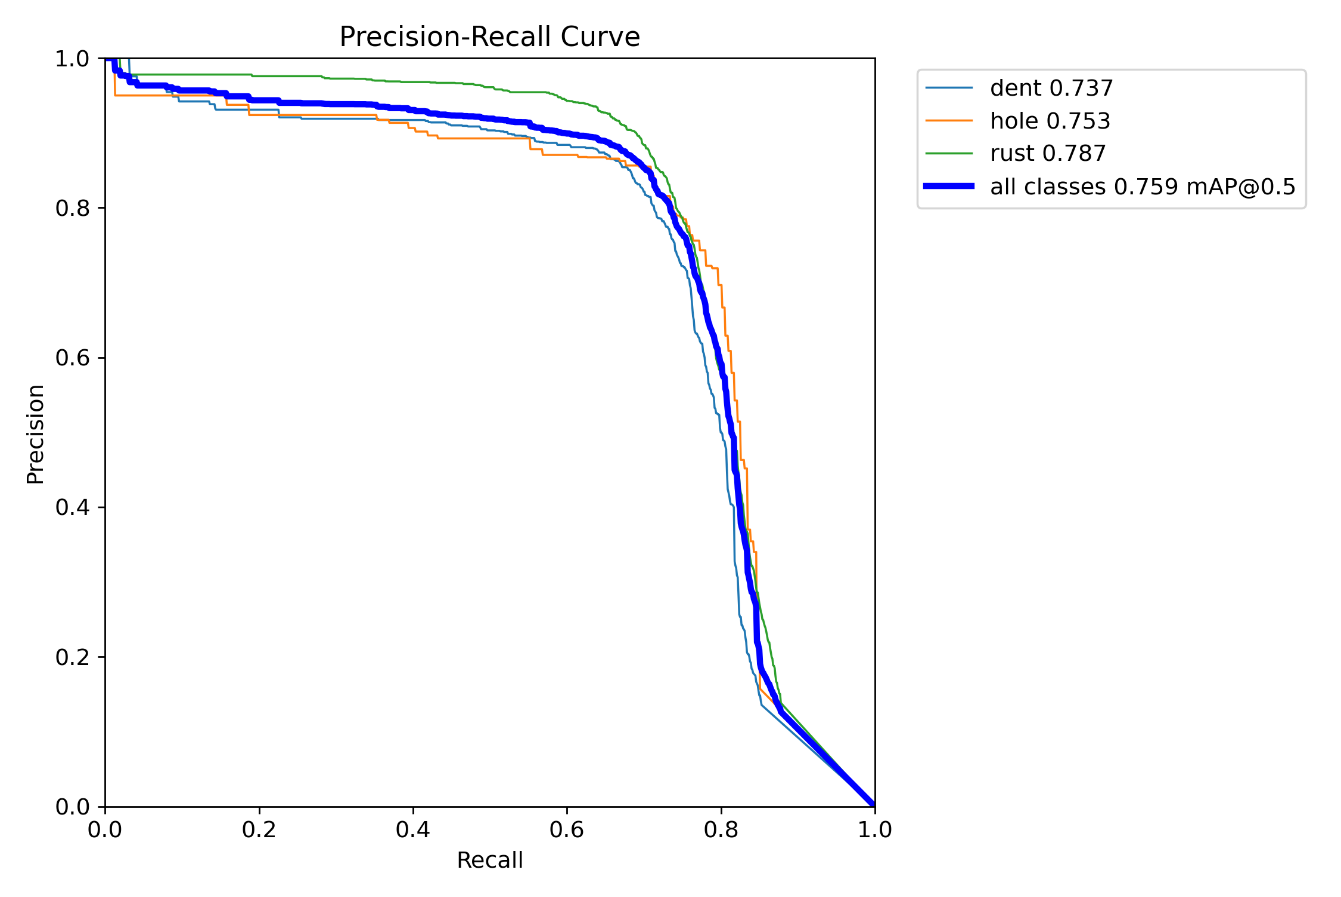 Precision-Recall Curve
1.0
0.8
0.6
0.4
0.2
0.0
Precision
0.0 0.2 0.4 0.6 0.8 1.0
Recall
dent 0.737
hole 0.753
rust 0.787
all classes 0.759 mAP@0.5